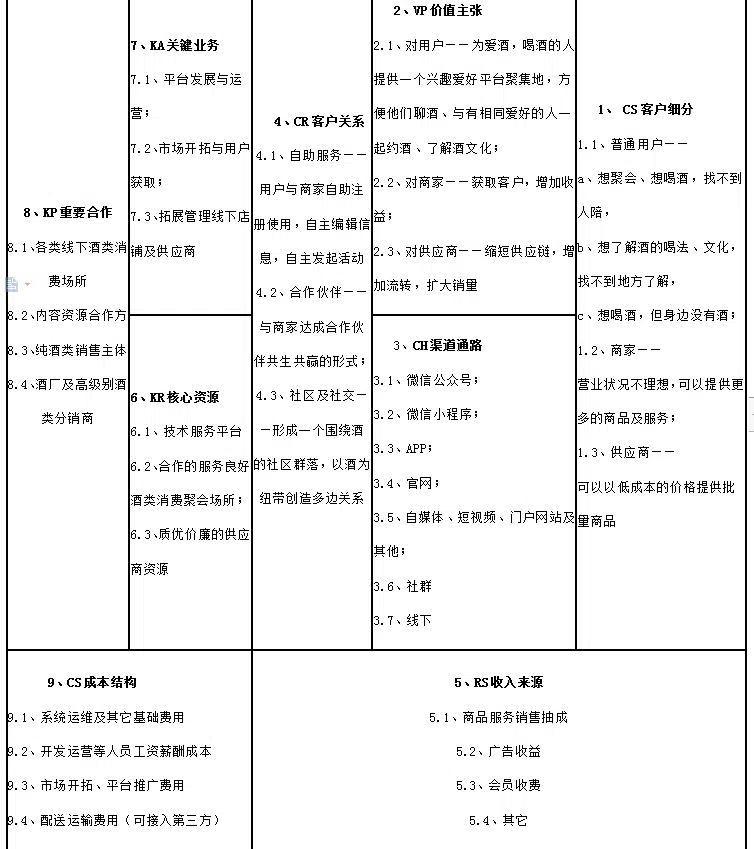 8、KP重要合作
8.1、各类线下酒类消
费场所
8.2、内容资源合作方
8.3、纯酒类销售主体
8.4、酒厂及高级别酒
类分销商
7、KA关键业务
7.1、平台发展与运
营；
7.2、市场开拓与用户
获取；
7.3、拓展管理线下店
铺及供应商
6、KR核心资源
6.1、技术服务平台
6.2、合作的服务良好
酒类消费聚会场所；
6.3、质优价廉的供应
商资源
4、CR客户关系
4.1、自助服务——
用户与商家自助注
册使用，自主编辑信
息，自主发起活动
4.2、合作伙伴——
与商家达成合作伙
伴共生共赢的形式；
4.3、社区及社交—
—形成一个围绕酒
的社区群落，以酒为
纽带创造多边关系
2、VP价值主张
2.1、对用户——为爱酒，喝酒的人
提供一个兴趣爱好平台聚集地，方
便他们聊酒、与有相同爱好的人一
起约酒、了解酒文化；
2.2、对商家——获取客户，增加收
益；
2.3、对供应商——缩短供应链，增
加流转，扩大销量
3、CH渠道通路
3.1、微信公众号；
3.2、微信小程序；
3.3、APP；
3.4、官网；
3.5、自媒体、短视频、门户网站及
其他；
3.6、社群
3.7、线下
1、 CS客户细分
1.1、普通用户——
a、想聚会、想喝酒，找不到
人陪，
b、想了解酒的喝法、文化，
找不到地方了解，
c、想喝酒，但身边没有酒；
1.2、商家——
营业状况不理想，可以提供更
多的商品及服务；
1.3、供应商——
可以以低成本的价格提供批
量商品
9、CS成本结构
9.1、系统运维及其它基础费用
9.2、开发运营等人员工资薪酬成本
9.3、市场开拓、平台推广费用
9.4、配送运输费用（可接入第三方）
5、RS收入来源
5.1、商品服务销售抽成
5.2、广告收益
5.3、会员收费
5.4、其它